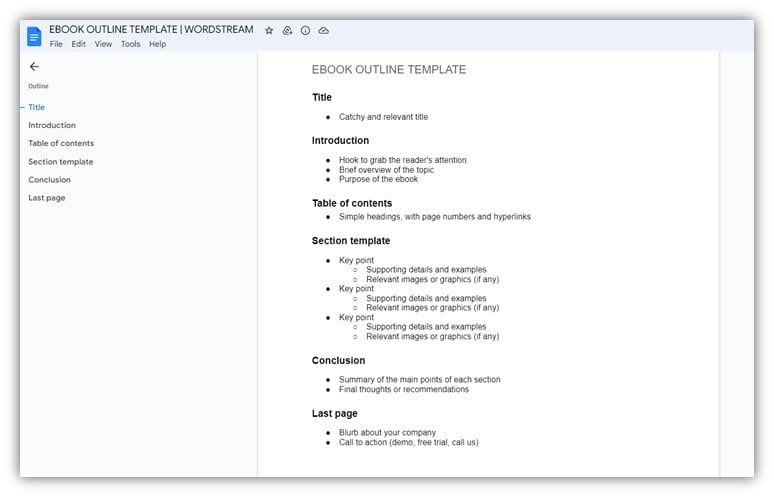 EBOOK OUTLINE TEMPLATE | WORDSTREAM
File Edit View Tools Help
Outline
Title
Introduction
Table of contents
Section template
Conclusion
Last page
EBOOK OUTLINE TEMPLATE
Title
● Catchy and relevant title
Introduction
● Hook to grab the reader's attention
● Brief overview of the topic
● Purpose of the ebook
Table of contents
● Simple headings, with page numbers and hyperlinks
Section template
● Key point
○ Supporting details and examples
○ Relevant images or graphics (if any)
● Key point
○ Supporting details and examples
○ Relevant images or graphics (if any)
● Key point
○ Supporting details and examples
○ Relevant images or graphics (if any)
Conclusion
● Summary of the main points of each section
● Final thoughts or recommendations
Last page
● Blurb about your company
● Call to action (demo, free trial, call us)